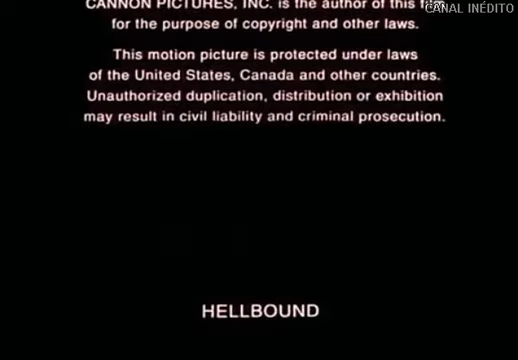 CANAL INÉDITO
CANNON PICTURES, INC. is the author of this
for the purpose of copyright and other laws.
This motion picture is protected under laws
of the United States, Canada and other countries.
Unauthorized duplication, distribution or exhibition
may result in civil liability and criminal prosecution.
HELLBOUND